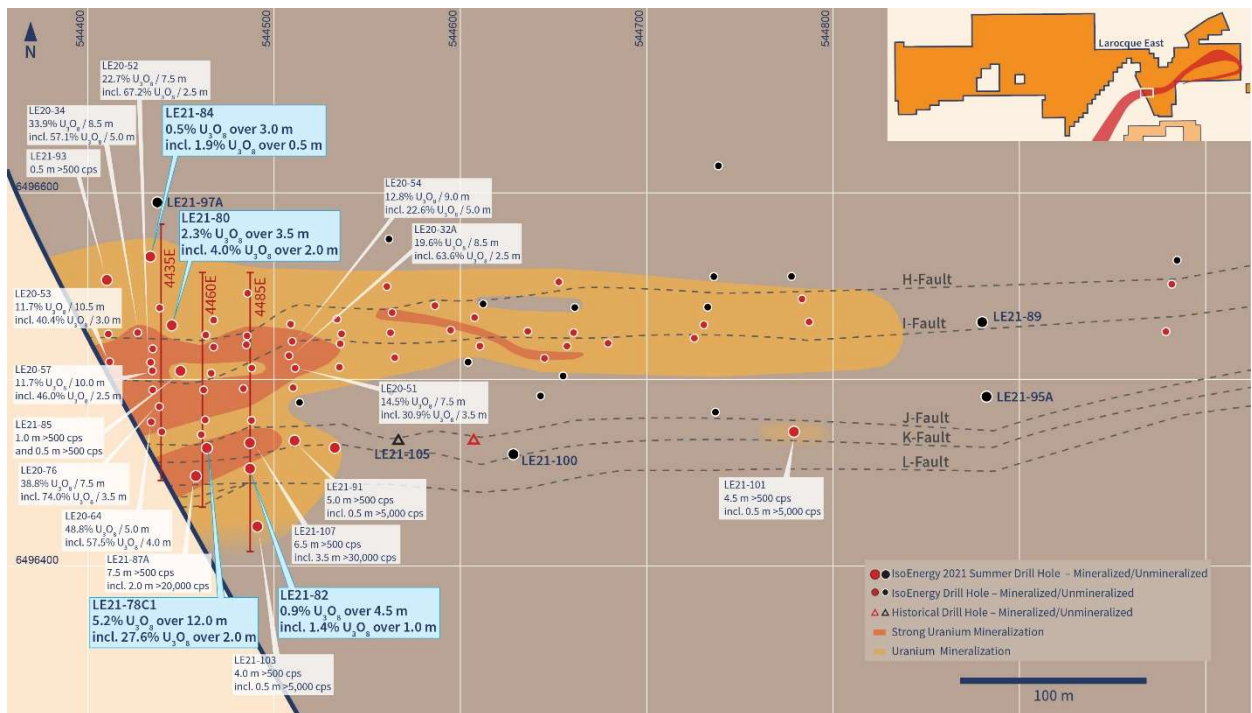 544400
544500
544600
544700
544800
N
Larocque East
LE20-52
22.7% U₃O₈ / 7.5 m
incl. 67.2% U₃O₈ / 2.5 m
LE20-34
33.9% U₃O₈ / 8.5 m
incl. 57.1% U₃O₈ / 5.0 m
LE21-84
0.5% U₃O₈ over 3.0 m
incl. 1.9% U₃O₈ over 0.5 m
LE21-93
0.5 m >500 cps
6496600
LE21-97A
LE21-80
2.3% U₃O₈ over 3.5 m
incl. 4.0% U₃O₈ over 2.0 m
LE20-54
12.8% U₃O₈ / 9.0 m
incl. 22.6% U₃O₈ / 5.0 m
LE20-32A
19.6% U₃O₈ / 8.5 m
incl. 63.6% U₃O₈ / 2.5 m
4435E
4460E
4485E
H-Fault
I-Fault
LE21-89
LE20-53
11.7% U₃O₈ / 10.5 m
incl. 40.4% U₃O₈ / 3.0 m
LE20-57
11.7% U₃O₈ / 10.0 m
incl. 46.0% U₃O₈ / 2.5 m
LE20-51
14.5% U₃O₈ / 7.5 m
incl. 30.9% U₃O₈ / 3.5 m
LE21-95A
J-Fault
K-Fault
L-Fault
LE21-85
1.0 m >500 cps
and 0.5 m >500 cps
LE21-105
LE21-100
LE20-76
38.8% U₃O₈ / 7.5 m
incl. 74.0% U₃O₈ / 3.5 m
LE21-91
5.0 m >500 cps
incl. 0.5 m >5,000 cps
LE21-101
4.5 m >500 cps
incl. 0.5 m >5,000 cps
LE20-64
48.8% U₃O₈ / 5.0 m
incl. 57.5% U₃O₈ / 4.0 m
LE21-107
6.5 m >500 cps
incl. 3.5 m >30,000 cps
LE21-87A
7.5 m >500 cps
incl. 2.0 m >20,000 cps
6496400
LE21-78C1
5.2% U₃O₈ over 12.0 m
incl. 27.6% U₃O₈ over 2.0 m
LE21-82
0.9% U₃O₈ over 4.5 m
incl. 1.4% U₃O₈ over 1.0 m
LE21-103
4.0 m >500 cps
incl. 0.5 m >5,000 cps
IsoEnergy 2021 Summer Drill Hole – Mineralized/Unmineralized
IsoEnergy Drill Hole – Mineralized/Unmineralized
Historical Drill Hole – Mineralized/Unmineralized
Strong Uranium Mineralization
Uranium Mineralization
100 m